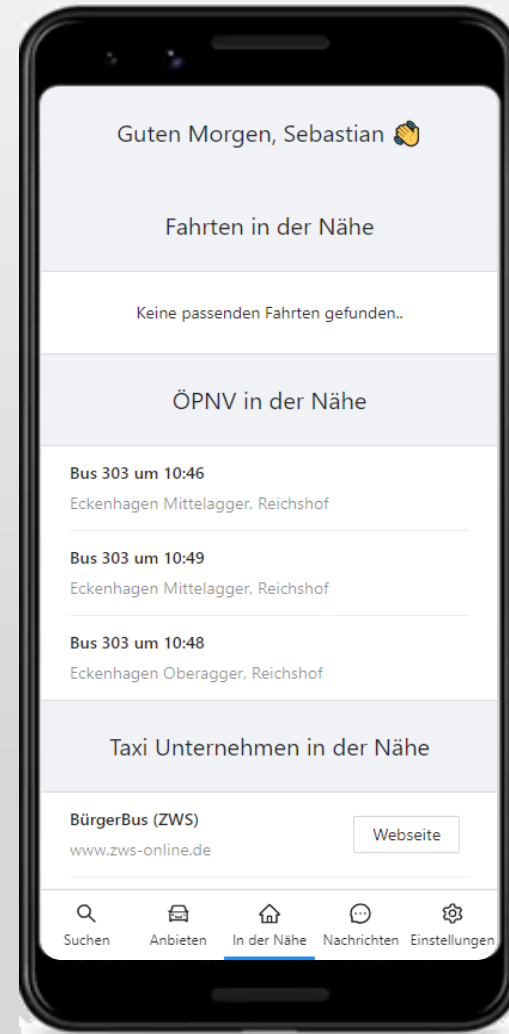 Guten Morgen, Sebastian 👏
Fahrten in der Nähe
Keine passenden Fahrten gefunden..
ÖPNV in der Nähe
Bus 303 um 10:46
Eckenhagen Mittelagger, Reichshof
Bus 303 um 10:49
Eckenhagen Mittelagger, Reichshof
Bus 303 um 10:48
Eckenhagen Oberagger, Reichshof
Taxi Unternehmen in der Nähe
BürgerBus (ZWS)
www.zws-online.de
Webseite
Suchen Anbieten In der Nähe Nachrichten Einstellungen